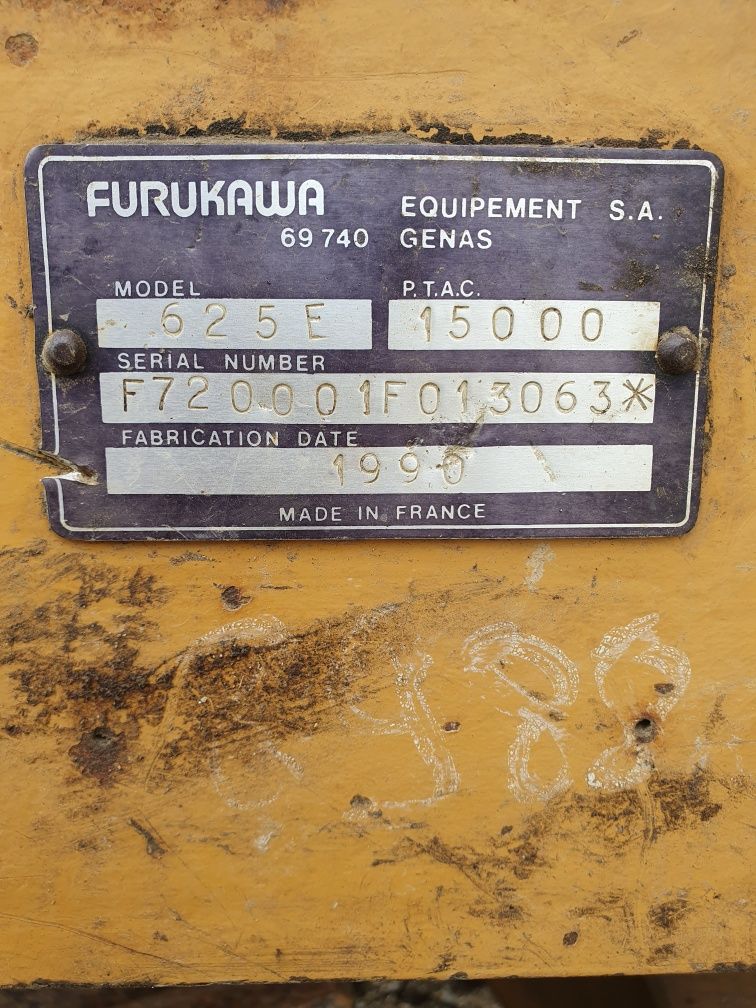 FURUKAWA EQUIPEMENT S.A.
69 740 GENAS
MODEL P.T.A.C.
625E 15000
SERIAL NUMBER
F720001F013063*
FABRICATION DATE
1990
MADE IN FRANCE